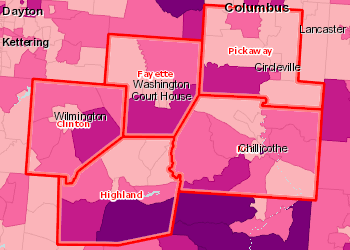 Columbus
Dayton
Lancaster
Kettering
Pickaway
Circleville
Fayette
Washington
Court House
Wilmington
Clinton
Chillicothe
Highland